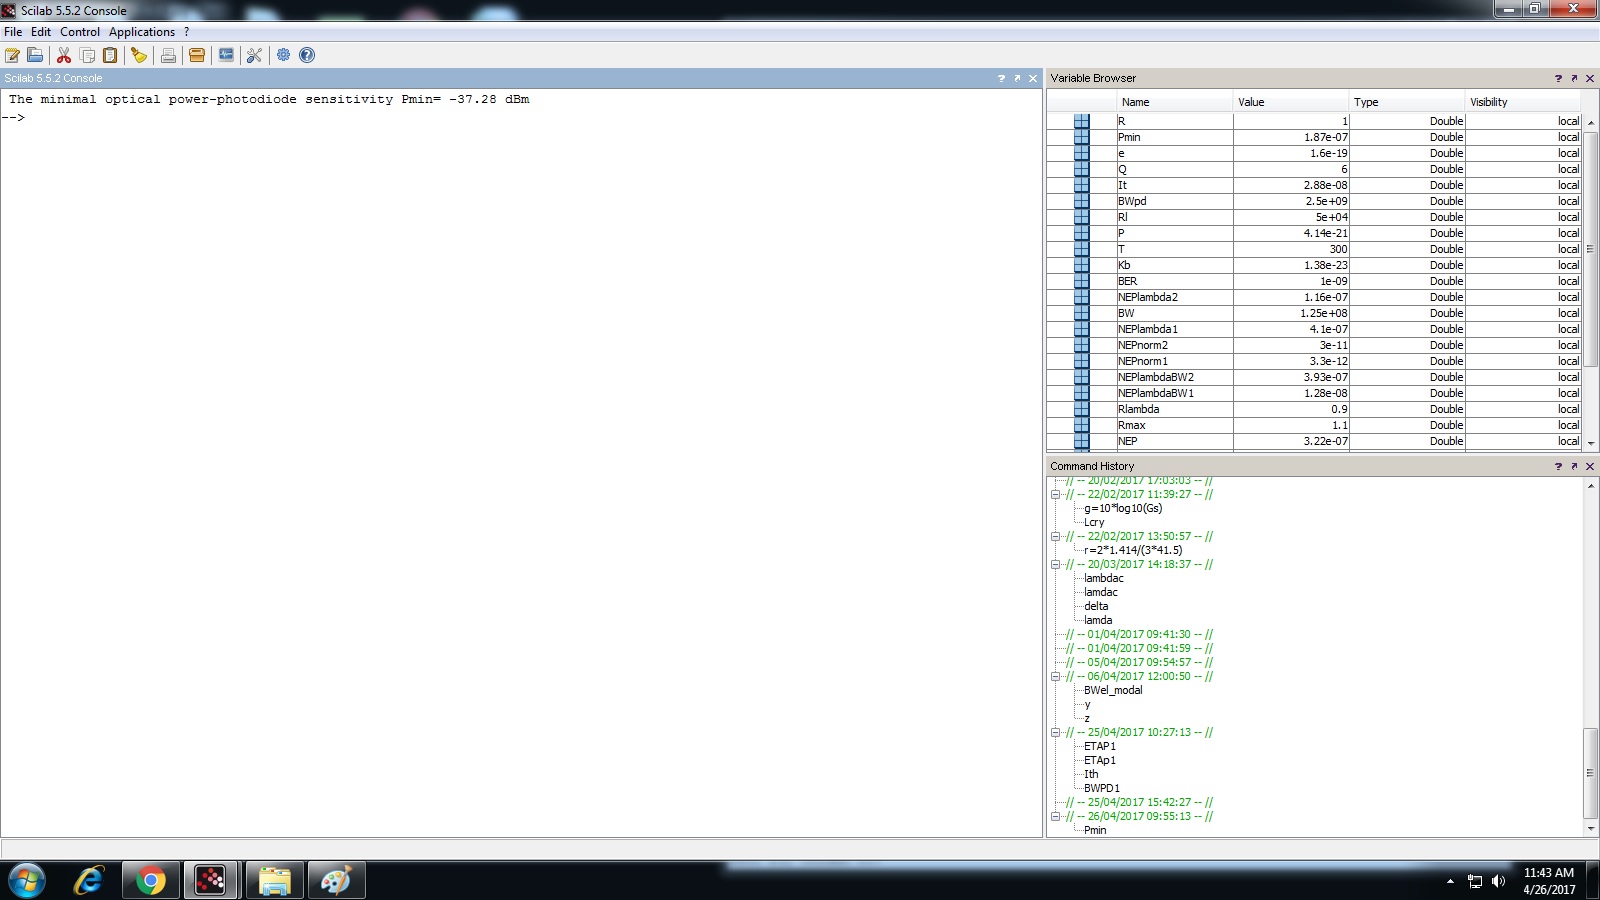 Scilab 5.5.2 Console
File Edit Control Applications ?
Scilab 5.5.2 Console
The minimal optical power-photodiode sensitivity Pmin= -37.28 dBm
-->
Variable Browser
Name Value Type Visibility
R 1 Double local
Pmin 1.87e-07 Double local
e 1.6e-19 Double local
Q 6 Double local
It 2.88e-08 Double local
BWpd 2.5e+09 Double local
Rl 5e+04 Double local
P 4.14e-21 Double local
T 300 Double local
Kb 1.38e-23 Double local
BER 1e-09 Double local
NEPlambda2 1.16e-07 Double local
BW 1.25e+08 Double local
NEPlambda1 4.1e-07 Double local
NEPnorm2 3e-11 Double local
NEPnorm1 3.3e-12 Double local
NEPlambdaBW2 3.93e-07 Double local
NEPlambdaBW1 1.28e-08 Double local
Rlambda 0.9 Double local
Rmax 1.1 Double local
NEP 3.22e-07 Double local
Command History
// -- 20/02/2017 17:03:03 -- //
// -- 22/02/2017 11:39:27 -- //
g=10*log10(Gs)
Lcry
// -- 22/02/2017 13:50:57 -- //
r=2*1.414/(3*41.5)
// -- 20/03/2017 14:18:37 -- //
lambdac
lamdac
delta
lamda
// -- 01/04/2017 09:41:30 -- //
// -- 01/04/2017 09:41:59 -- //
// -- 05/04/2017 09:54:57 -- //
// -- 06/04/2017 12:00:50 -- //
BWel_modal
y
z
// -- 25/04/2017 10:27:13 -- //
ETAP1
ETAp1
Ith
BWPD1
// -- 25/04/2017 15:42:27 -- //
// -- 26/04/2017 09:55:13 -- //
Pmin
11:43 AM
4/26/2017